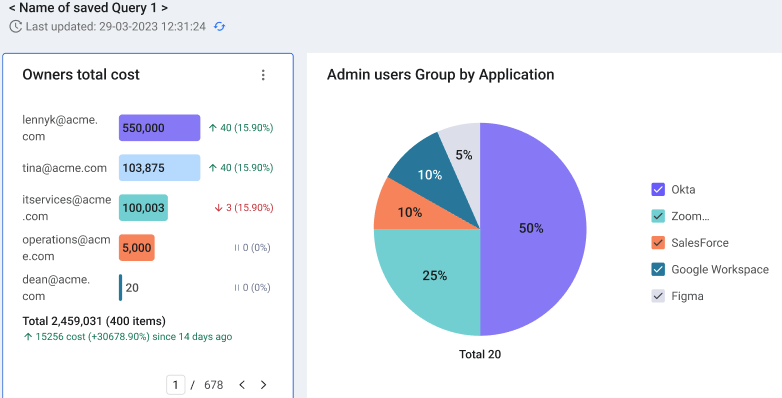 < Name of saved Query 1 >
Last updated: 29-03-2023 12:31:24
Owners total cost
lennyk@acme.
com
550,000
↑ 40 (15.90%)
tina@acme.com
103,875
↑ 40 (15.90%)
itservices@acme
.com
100,003
↓ 3 (15.90%)
operations@acm
e.com
5,000
0 (0%)
dean@acme.
com
20
0 (0%)
Total 2,459,031 (400 items)
↑ 15256 cost (+30678.90%) since 14 days ago
1 / 678 < >
Admin users Group by Application
5%
10%
10%
50%
25%
Total 20
Okta
Zoom...
SalesForce
Google Workspace
Figma